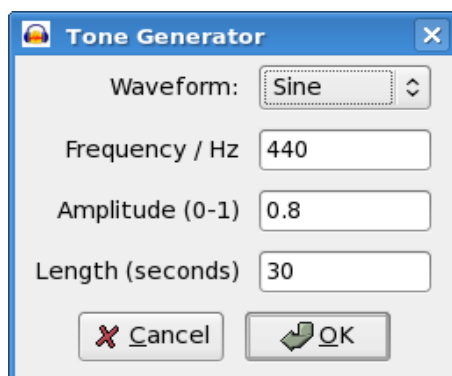 Tone Generator
Waveform: Sine
Frequency / Hz 440
Amplitude (0-1) 0.8
Length (seconds) 30
Cancel OK